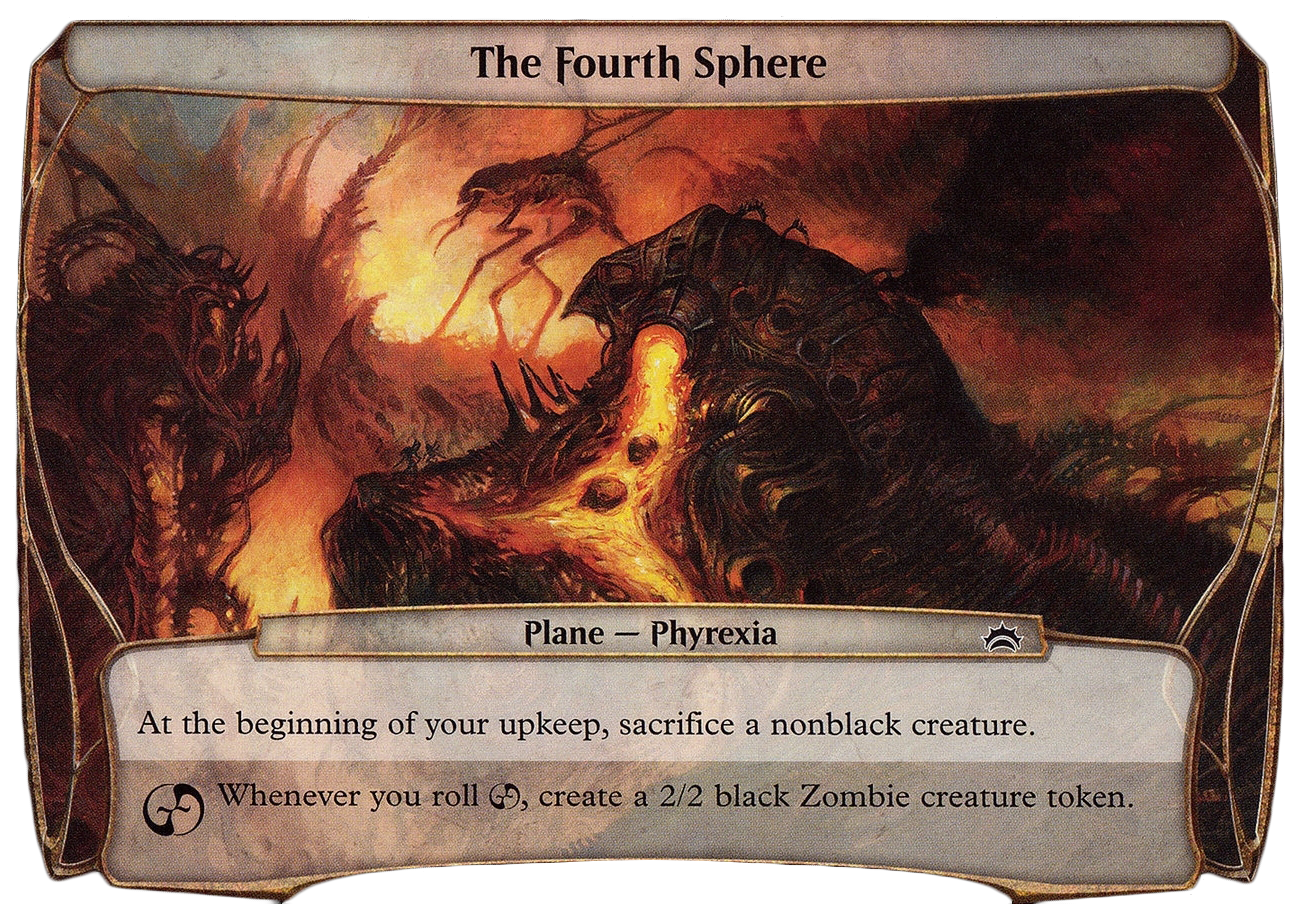 The Fourth Sphere
Plane — Phyrexia
At the beginning of your upkeep, sacrifice a nonblack creature.
Whenever you roll , create a 2/2 black Zombie creature token.